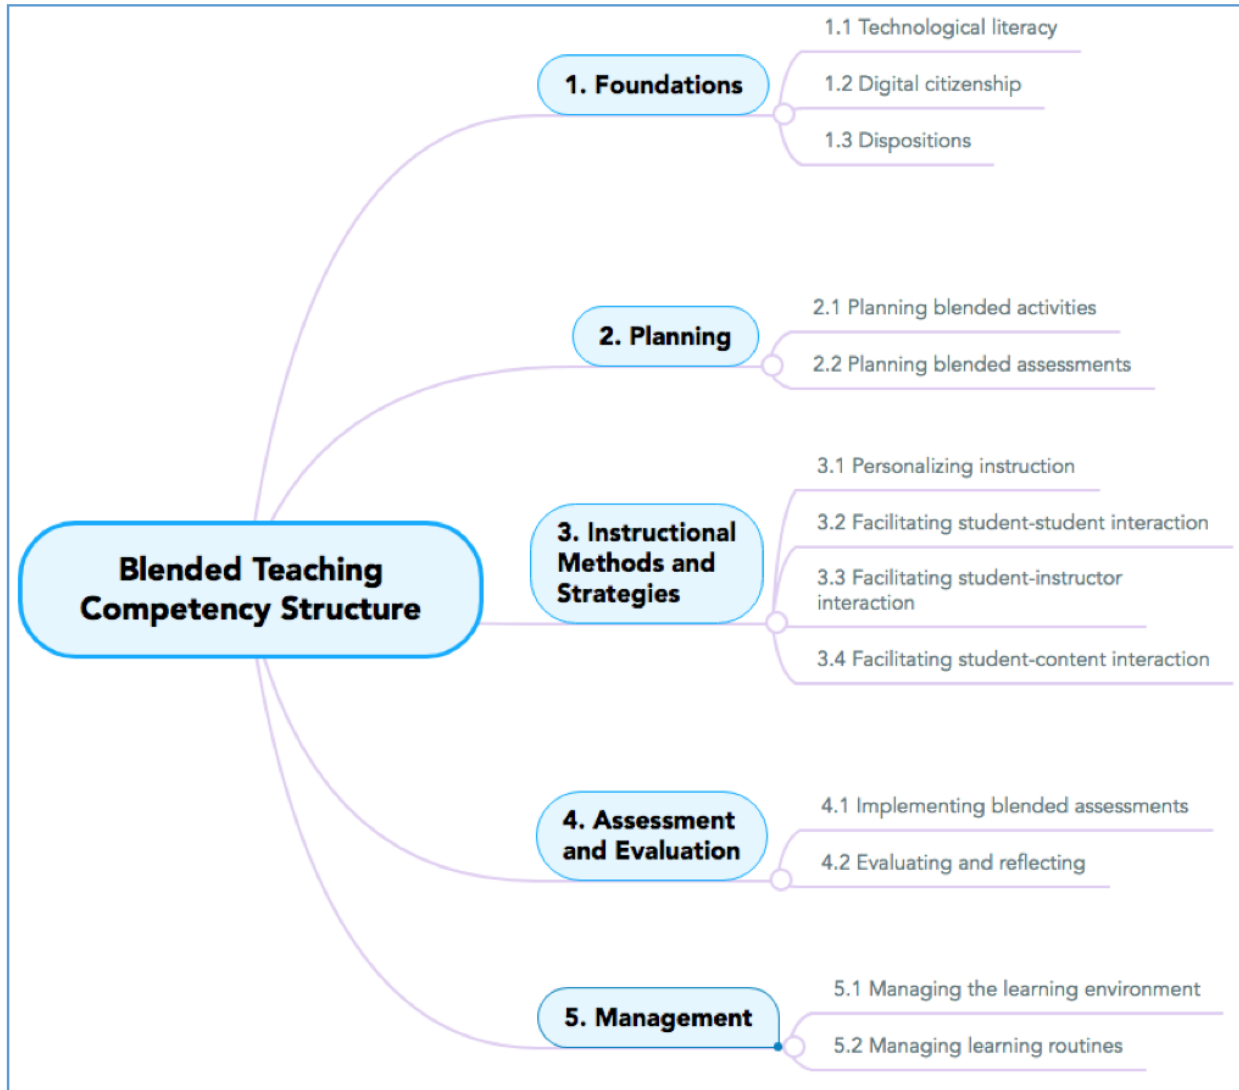 Blended Teaching
Competency Structure
1. Foundations
1.1 Technological literacy
1.2 Digital citizenship
1.3 Dispositions
2. Planning
2.1 Planning blended activities
2.2 Planning blended assessments
3. Instructional
Methods and
Strategies
3.1 Personalizing instruction
3.2 Facilitating student-student interaction
3.3 Facilitating student-instructor
interaction
3.4 Facilitating student-content interaction
4. Assessment
and Evaluation
4.1 Implementing blended assessments
4.2 Evaluating and reflecting
5. Management
5.1 Managing the learning environment
5.2 Managing learning routines